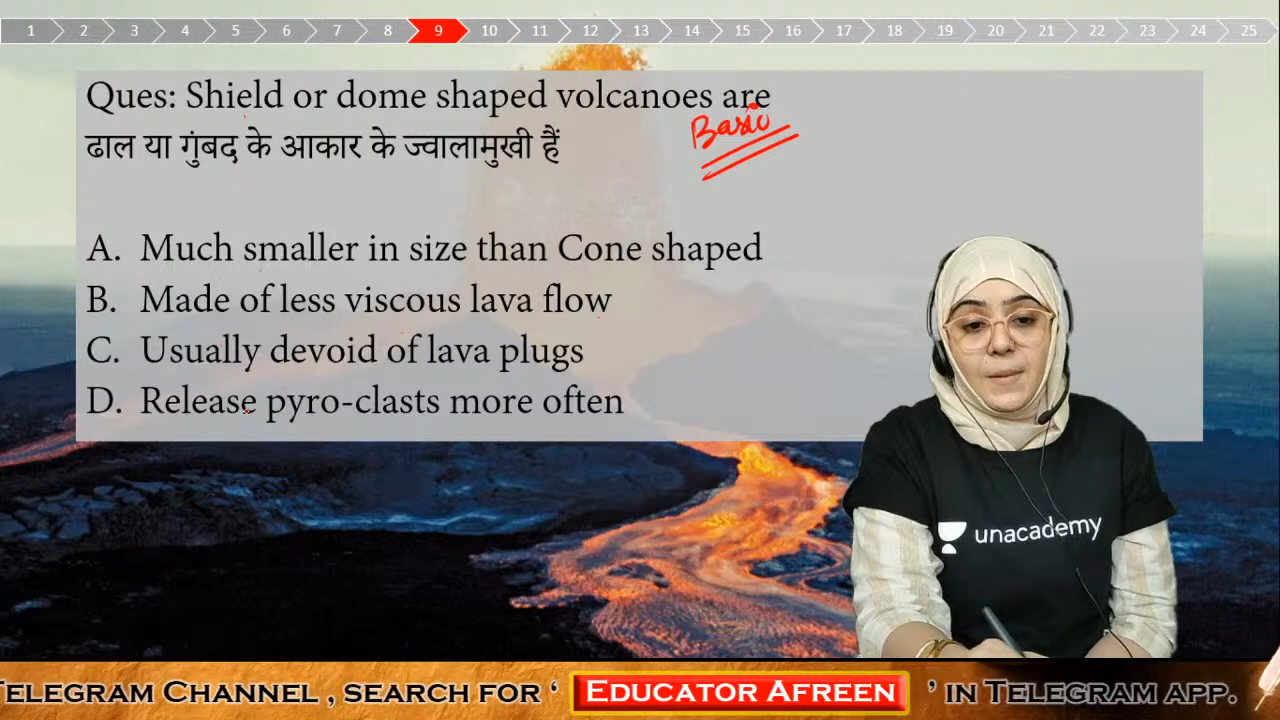 1 2 3 4 5 6 7 8 9 10 11 12 13 14 15 16 17 18 19 20 21 22 23 24 25
Ques: Shield or dome shaped volcanoes are
Basic
ढाल या गुंबद के आकार के ज्वालामुखी हैं
A. Much smaller in size than Cone shaped
B. Made of less viscous lava flow
C. Usually devoid of lava plugs
D. Release pyro-clasts more often
unacademy
TELEGRAM CHANNEL , SEARCH FOR ‘ EDUCATOR AFREEN ’ IN TELEGRAM APP.